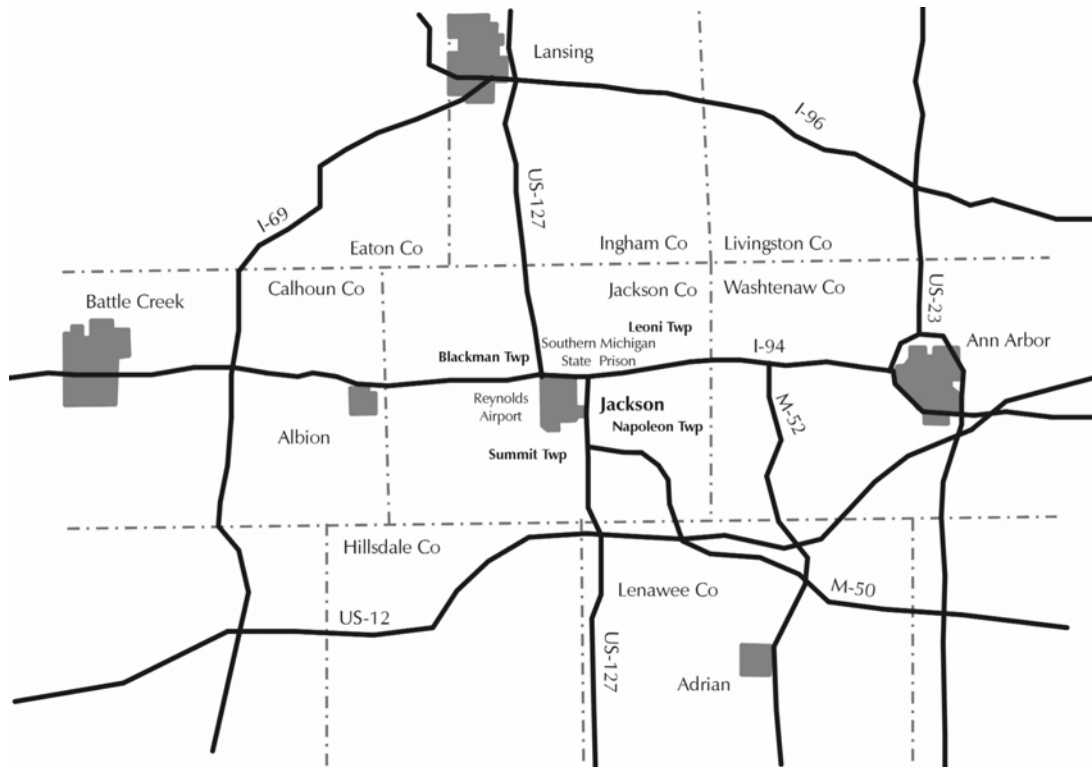 Lansing
I-96
US-127
I-69
Eaton Co
Ingham Co
Livingston Co
Calhoun Co
Jackson Co
Washtenaw Co
Battle Creek
US-23
Leoni Twp
Southern Michigan
State Prison
I-94
Ann Arbor
Blackman Twp
Reynolds
Airport
Jackson
M-52
Napoleon Twp
Albion
Summit Twp
Hillsdale Co
Lenawee Co
M-50
US-12
US-127
Adrian